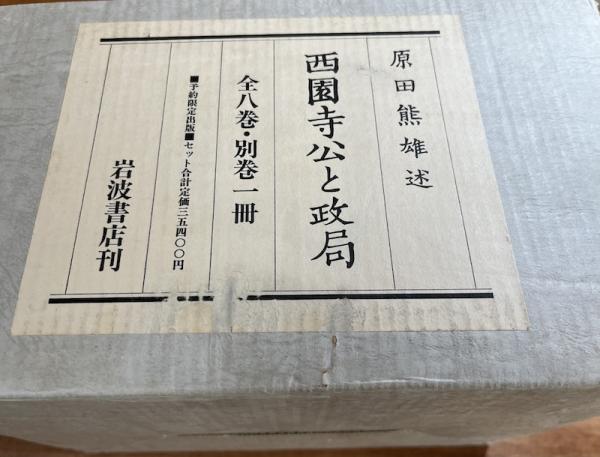 原田熊雄述
西園寺公と政局
全八巻・別巻一冊
■予約限定出版■セット合計定価三五四〇〇円
岩波書店刊